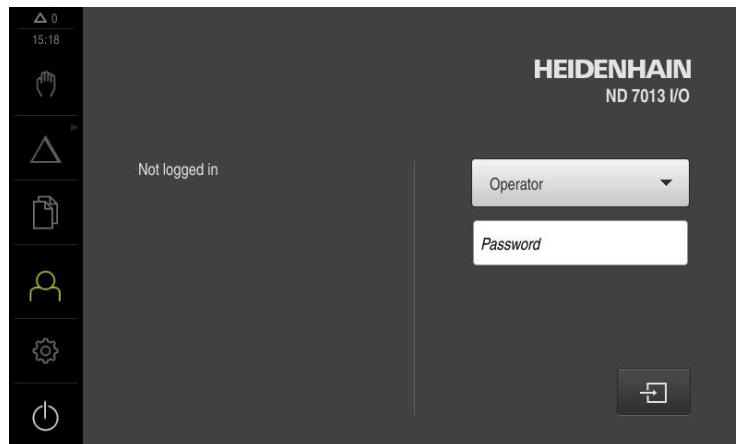 0
15:18
HEIDENHAIN
ND 7013 I/O
Not logged in
Operator
Password